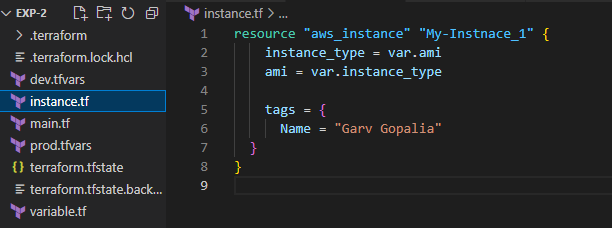 EXP-2
.terraform
.terraform.lock.hcl
dev.tfvars
instance.tf
main.tf
prod.tfvars
terraform.tfstate
terraform.tfstate.back...
variable.tf
instance.tf > ...
1 resource "aws_instance" "My-Instnace_1" {
2 instance_type = var.ami
3 ami = var.instance_type
4
5 tags = {
6 Name = "Garv Gopalia"
7 }
8 }
9